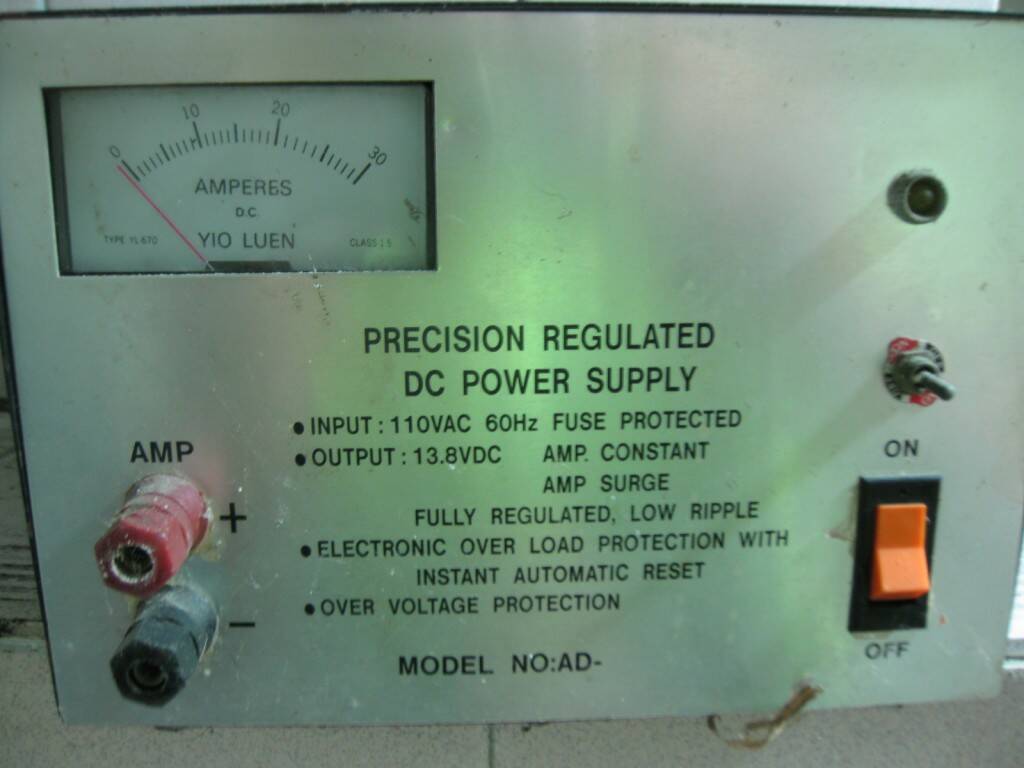 0 10 20 30
AMPERES
D.C.
TYPE YL-670 YIO LUEN CLASS 1.5
PRECISION REGULATED
DC POWER SUPPLY
● INPUT : 110VAC 60Hz FUSE PROTECTED
● OUTPUT : 13.8VDC AMP. CONSTANT
AMP SURGE
FULLY REGULATED, LOW RIPPLE
● ELECTRONIC OVER LOAD PROTECTION WITH
INSTANT AUTOMATIC RESET
● OVER VOLTAGE PROTECTION
MODEL NO:AD-
AMP
+
−
ON
OFF